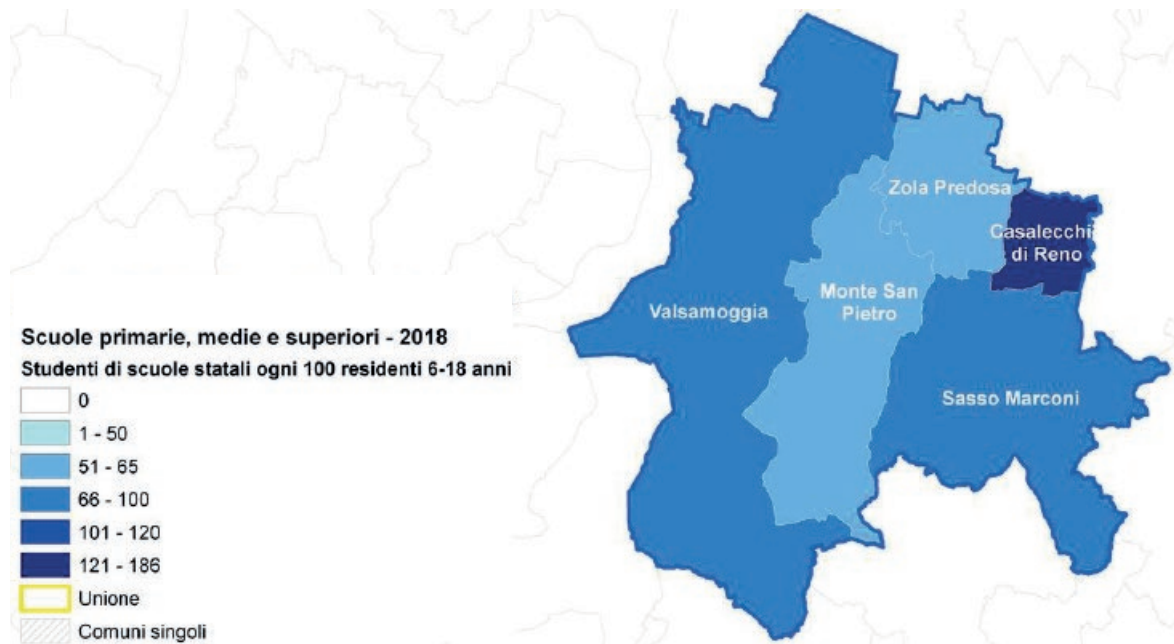 Zola Predosa
Casalecchi
di Reno
Monte San
Pietro
Valsamoggia
Sasso Marconi
Scuole primarie, medie e superiori - 2018
Studenti di scuole statali ogni 100 residenti 6-18 anni
0
1 - 50
51 - 65
66 - 100
101 - 120
121 - 186
Unione
Comuni singoli